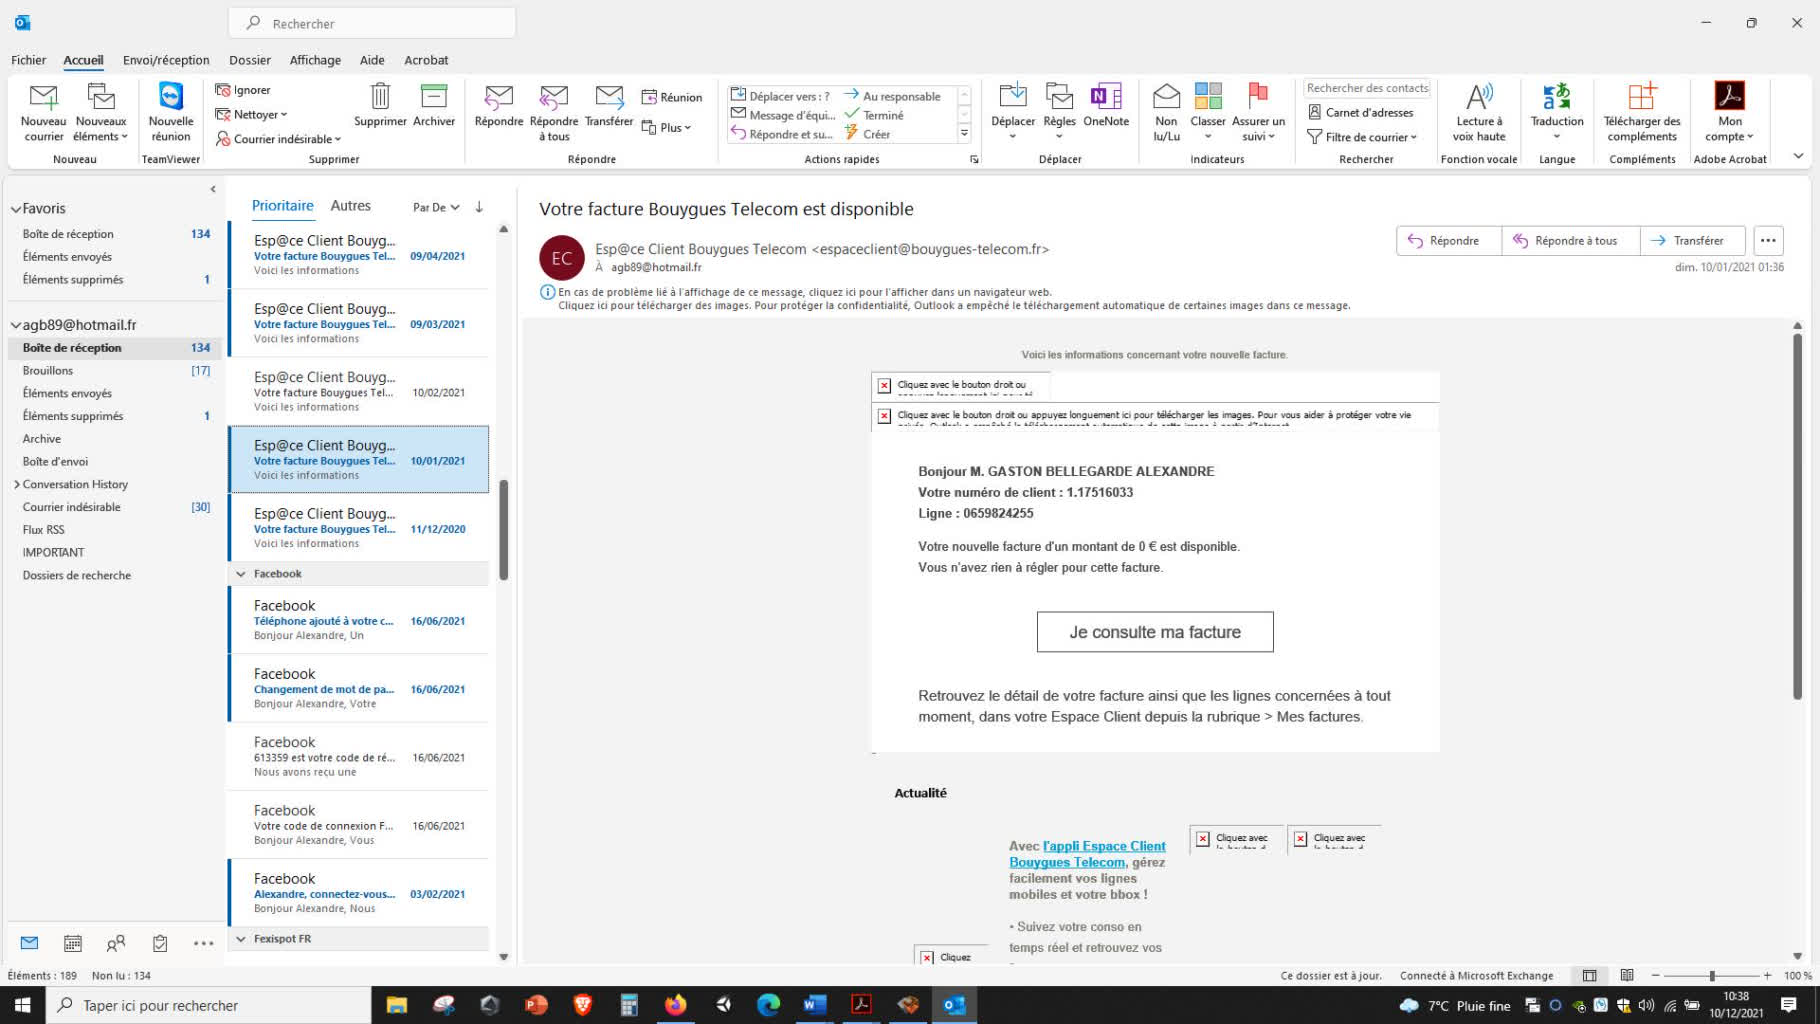 Rechercher
Fichier Accueil Envoi/réception Dossier Affichage Aide Acrobat
Nouveau courrier
Nouveaux éléments
Nouveau
Nouvelle réunion
TeamViewer
Ignorer
Nettoyer
Courrier indésirable
Supprimer
Archiver
Supprimer
Répondre
Répondre à tous
Transférer
Réunion
Plus
Répondre
Déplacer vers : ?
Message d'équi...
Répondre et su...
Au responsable
Terminé
Créer
Actions rapides
Déplacer
Règles
OneNote
Déplacer
Non lu/Lu
Classer
Assurer un suivi
Indicateurs
Rechercher des contacts
Carnet d'adresses
Filtre de courrier
Rechercher
Lecture à voix haute
Fonction vocale
Traduction
Langue
Télécharger des compléments
Compléments
Mon compte
Adobe Acrobat
Favoris
Boîte de réception 134
Éléments envoyés
Éléments supprimés 1
agb89@hotmail.fr
Boîte de réception 134
Brouillons [17]
Éléments envoyés
Éléments supprimés 1
Archive
Boîte d'envoi
Conversation History
Courrier indésirable [30]
Flux RSS
IMPORTANT
Dossiers de recherche
Prioritaire Autres Par De
Esp@ce Client Bouyg...
Votre facture Bouygues Tel... 09/04/2021
Voici les informations
Esp@ce Client Bouyg...
Votre facture Bouygues Tel... 09/03/2021
Voici les informations
Esp@ce Client Bouyg...
Votre facture Bouygues Tel... 10/02/2021
Voici les informations
Esp@ce Client Bouyg...
Votre facture Bouygues Tel... 10/01/2021
Voici les informations
Esp@ce Client Bouyg...
Votre facture Bouygues Tel... 11/12/2020
Voici les informations
Facebook
Facebook
Téléphone ajouté à votre c... 16/06/2021
Bonjour Alexandre, Un
Facebook
Changement de mot de pa... 16/06/2021
Bonjour Alexandre, Votre
Facebook
613359 est votre code de ré... 16/06/2021
Nous avons reçu une
Facebook
Votre code de connexion F... 16/06/2021
Bonjour Alexandre, Vous
Facebook
Alexandre, connectez-vous... 03/02/2021
Bonjour Alexandre, Nous
Fexispot FR
Votre facture Bouygues Telecom est disponible
EC
Esp@ce Client Bouygues Telecom <espaceclient@bouygues-telecom.fr>
À agb89@hotmail.fr
Répondre Répondre à tous Transférer
dim. 10/01/2021 01:36
En cas de problème lié à l'affichage de ce message, cliquez ici pour l'afficher dans un navigateur web.
Cliquez ici pour télécharger des images. Pour protéger la confidentialité, Outlook a empêché le téléchargement automatique de certaines images dans ce message.
Voici les informations concernant votre nouvelle facture.
Cliquez avec le bouton droit ou
Cliquez avec le bouton droit ou appuyez longuement ici pour télécharger les images. Pour vous aider à protéger votre vie
Bonjour M. GASTON BELLEGARDE ALEXANDRE
Votre numéro de client : 1.17516033
Ligne : 0659824255
Votre nouvelle facture d'un montant de 0 € est disponible.
Vous n'avez rien à régler pour cette facture.
Je consulte ma facture
Retrouvez le détail de votre facture ainsi que les lignes concernées à tout
moment, dans votre Espace Client depuis la rubrique > Mes factures.
Actualité
Avec l'appli Espace Client
Bouygues Telecom, gérez
facilement vos lignes
mobiles et votre bbox !
• Suivez votre conso en
temps réel et retrouvez vos
Cliquez avec
Cliquez avec
Cliquez
Éléments : 189 Non lu : 134
Ce dossier est à jour. Connecté à Microsoft Exchange 100 %
Taper ici pour rechercher
7°C Pluie fine
10:38
10/12/2021